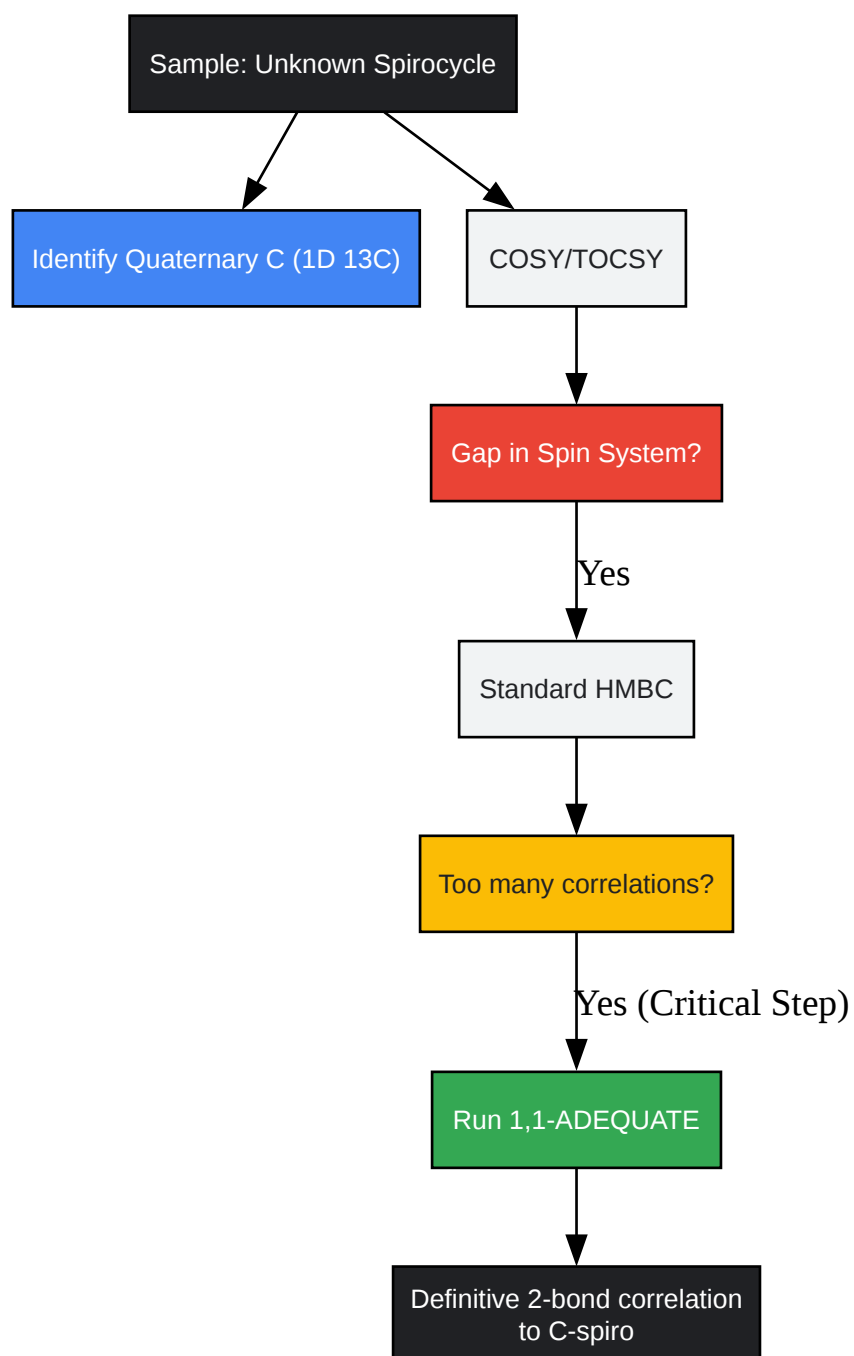 Sample: Unknown Spirocycle
Identify Quaternary C (1D 13C)
COSY/TOCSY
Gap in Spin System?
Yes
Standard HMBC
Too many correlations?
Yes (Critical Step)
Run 1,1-ADEQUATE
Definitive 2-bond correlation
to C-spiro